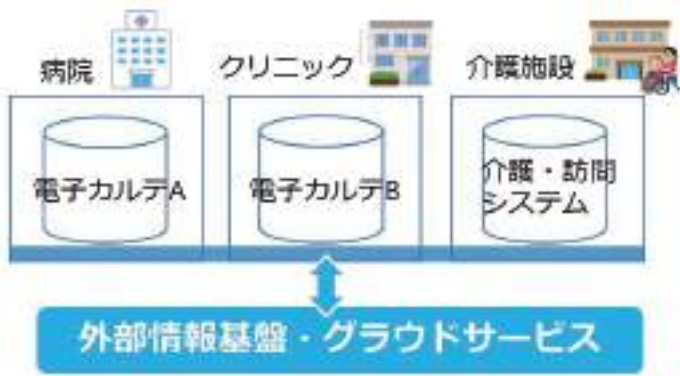 病院
クリニック
介護施設
電子カルテA
電子カルテB
介護・訪問
システム
外部情報基盤・グラウドサービス